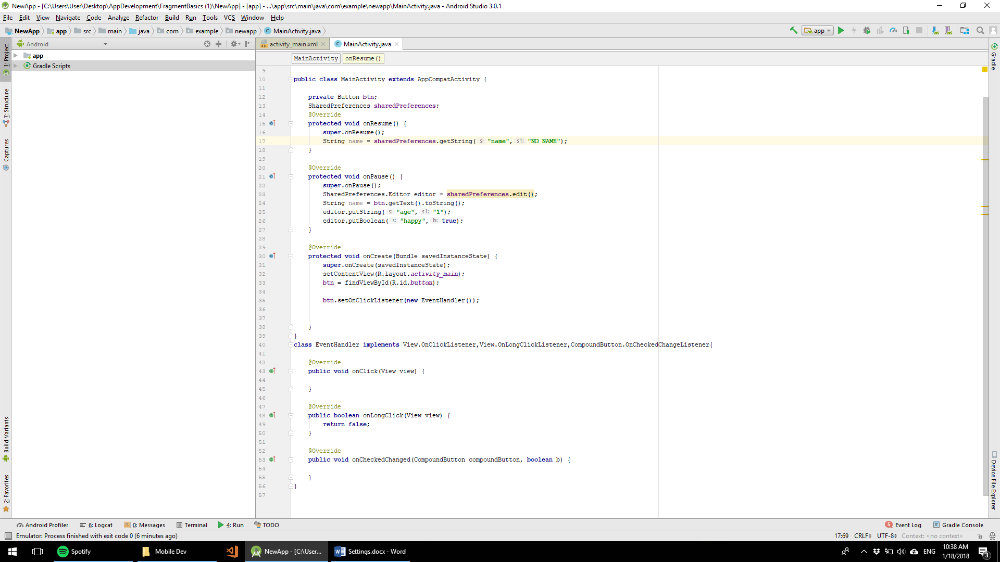 NewApp - [C:\Users\User\Desktop\AppDevelopment\FragmentBasics (1)\NewApp] - [app] - ...\app\src\main\java\com\example\newapp\MainActivity.java - Android Studio 3.0.1
File Edit View Navigate Code Analyze Refactor Build Run Tools VCS Window Help
NewApp app src main java com example newapp MainActivity.java app
Android activity_main.xml MainActivity.java
app
Gradle Scripts
1: Project
7: Structure
Captures
Build Variants
2: Favorites
Gradle
Device File Explorer
MainActivity onResume()
9
10 public class MainActivity extends AppCompatActivity {
11
12 private Button btn;
13 SharedPreferences sharedPreferences;
14 @Override
15 protected void onResume() {
16 super.onResume();
17 String name = sharedPreferences.getString( s: "name", s1: "NO NAME");
18 }
19
20 @Override
21 protected void onPause() {
22 super.onPause();
23 SharedPreferences.Editor editor = sharedPreferences.edit();
24 String name = btn.getText().toString();
25 editor.putString( s: "age", s1: "1");
26 editor.putBoolean( s: "happy", b: true);
27 }
28
29 @Override
30 protected void onCreate(Bundle savedInstanceState) {
31 super.onCreate(savedInstanceState);
32 setContentView(R.layout.activity_main);
33 btn = findViewById(R.id.button);
34
35 btn.setOnClickListener(new EventHandler());
36
37
38 }
39 }
40 class EventHandler implements View.OnClickListener,View.OnLongClickListener,CompoundButton.OnCheckedChangeListener{
41
42 @Override
43 public void onClick(View view) {
44
45 }
46
47 @Override
48 public boolean onLongClick(View view) {
49 return false;
50 }
51
52 @Override
53 public void onCheckedChanged(CompoundButton compoundButton, boolean b) {
54
55 }
56 }
57
Android Profiler 6: Logcat 0: Messages Terminal 4: Run TODO 5 Event Log Gradle Console
Emulator: Process finished with exit code 0 (6 minutes ago) 17:69 CRLF UTF-8 Context: <no context>
Spotify Mobile Dev NewApp - [C:\User... Settings.docx - Word ENG 10:38 AM
1/18/2018 3